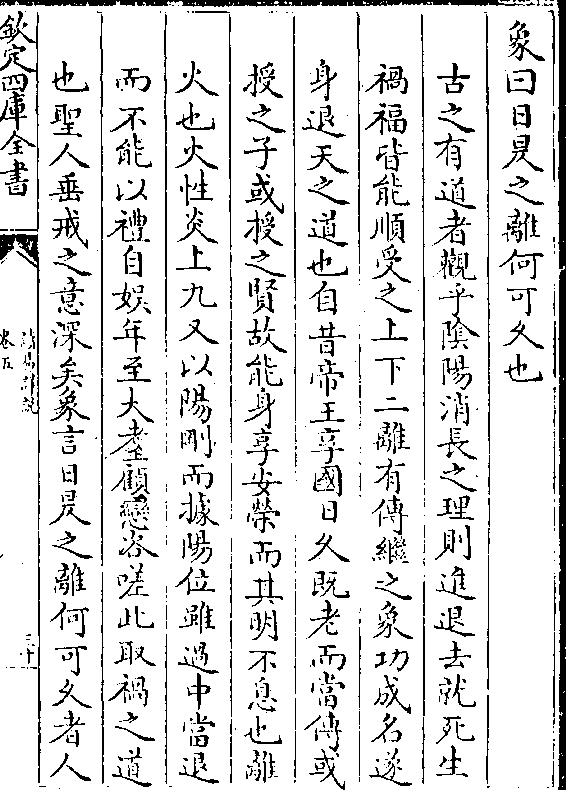 象曰日昃之離何可久也
古之有道者觀乎陰陽消長之理則進退去就死生
禍福皆能順受之上下二離有傳繼之象功成名遂
身退天之道也自昔帝王享國日久既老而當傳或
授之子或授之賢故能身享安榮而其明不息也離
火也火性炎上九又以陽剛而據陽位雖過中當退
而不能以禮自娛年至大耋顧戀咨嗟此取禍之道
也聖人垂戒之意深矣象言日昃之離何可久者人
欽定四庫全書
讀易詳說
卷五
三十